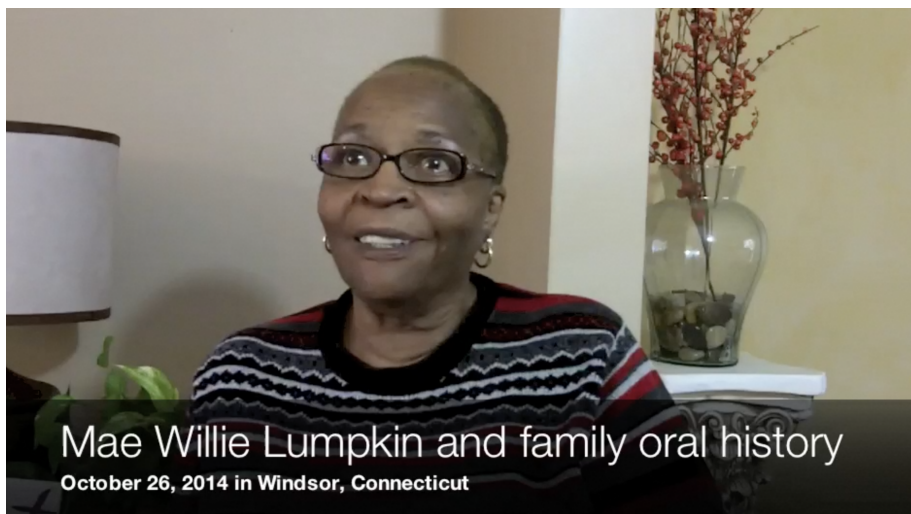 Mae Willie Lumpkin and family oral history
October 26, 2014 in Windsor, Connecticut